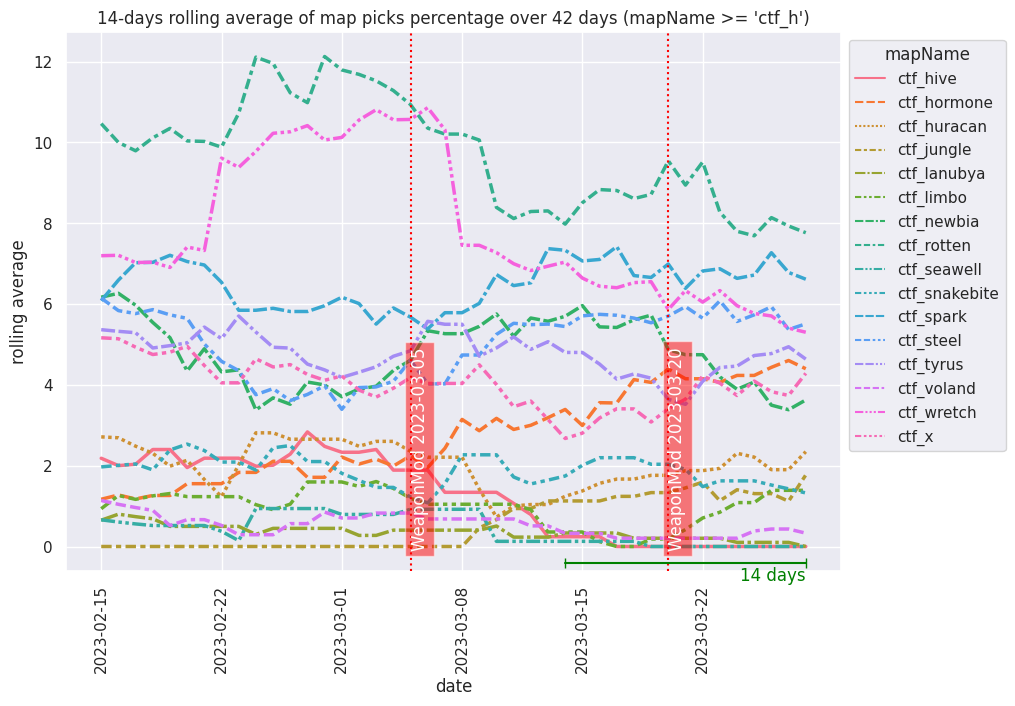 14-days rolling average of map picks percentage over 42 days (mapName >= 'ctf_h')
12
10
8
6
4
2
0
rolling average
WeaponMod 2023-03-05
WeaponMod 2023-03-20
14 days
2023-02-15
2023-02-22
2023-03-01
2023-03-08
2023-03-15
2023-03-22
date
mapName
ctf_hive
ctf_hormone
ctf_huracan
ctf_jungle
ctf_lanubya
ctf_limbo
ctf_newbia
ctf_rotten
ctf_seawell
ctf_snakebite
ctf_spark
ctf_steel
ctf_tyrus
ctf_voland
ctf_wretch
ctf_x